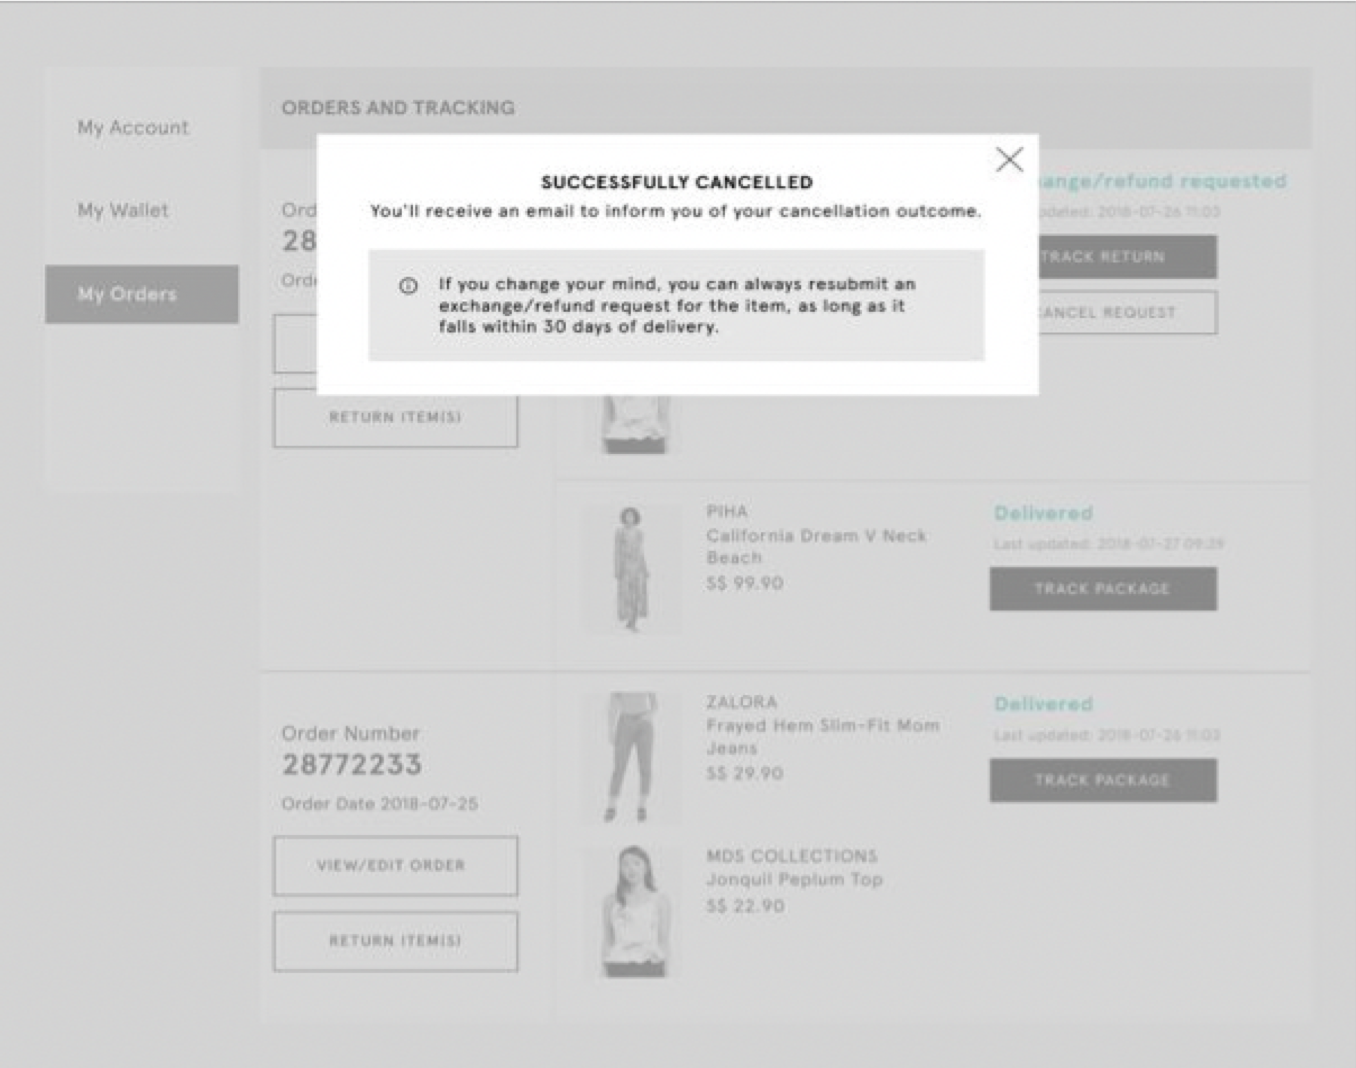 My Account
My Wallet
My Orders
ORDERS AND TRACKING
SUCCESSFULLY CANCELLED
You'll receive an email to inform you of your cancellation outcome.
If you change your mind, you can always resubmit an
exchange/refund request for the item, as long as it
falls within 30 days of delivery.
Ord
28
Orde
RETURN ITEM(S)
ange/refund requested
pdated: 2018-07-26 11:03
TRACK RETURN
CANCEL REQUEST
PIHA
California Dream V Neck
Beach
S$ 99.90
Delivered
Last updated: 2018-07-27 09:29
TRACK PACKAGE
Order Number
28772233
Order Date 2018-07-25
VIEW/EDIT ORDER
RETURN ITEM(S)
ZALORA
Frayed Hem Slim-Fit Mom
Jeans
S$ 29.90
Delivered
Last updated: 2018-07-26 11:03
TRACK PACKAGE
MDS COLLECTIONS
Jonquil Peplum Top
S$ 22.90